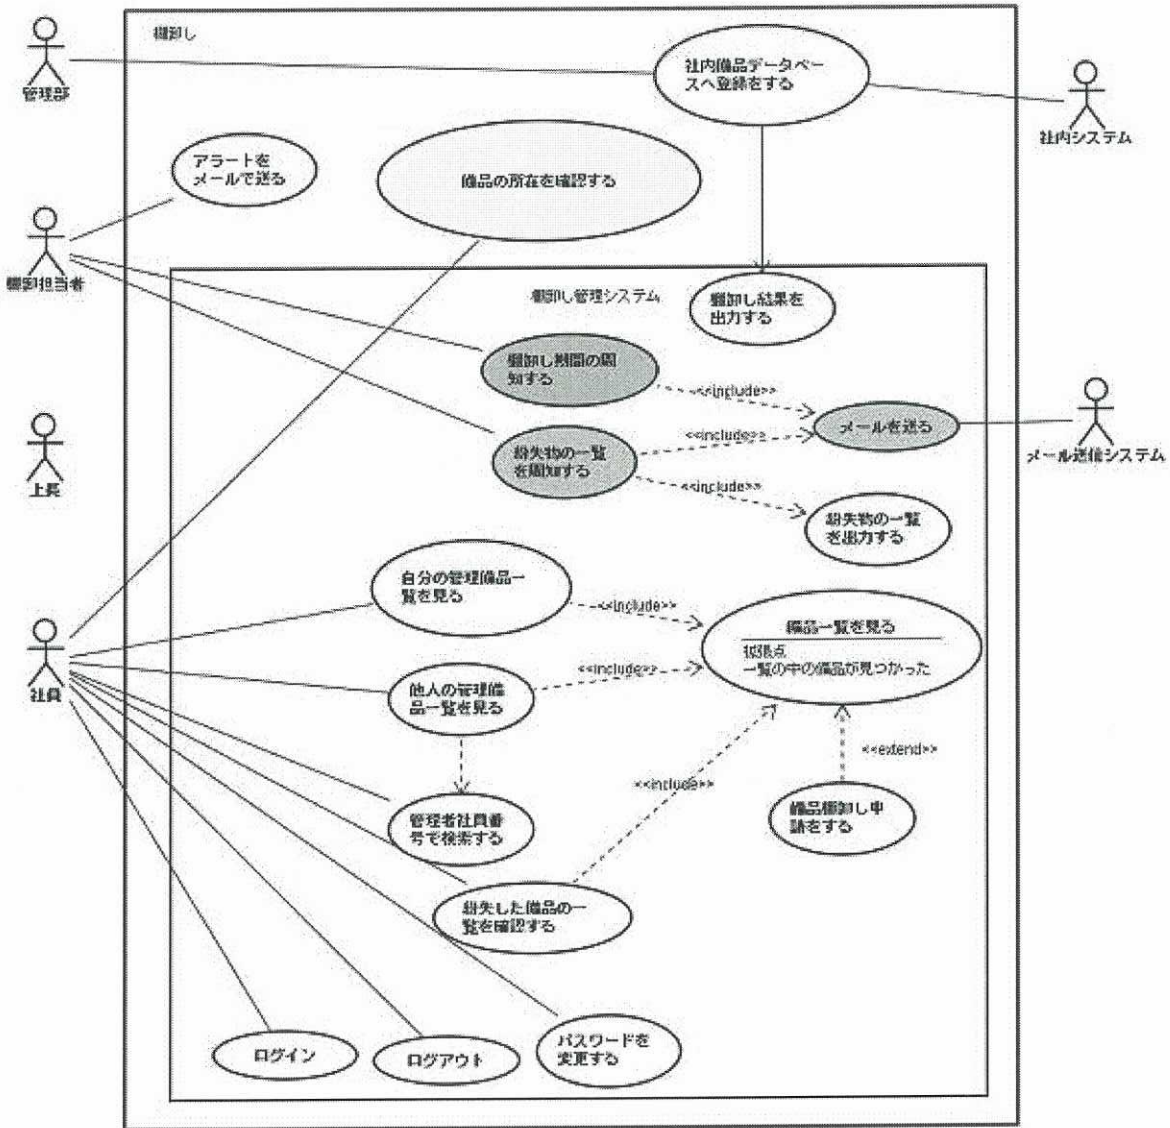 棚卸し
管理部
社内備品データベー
スへ登録をする
社内システム
アラートを
メールで送る
備品の所在を確認する
棚卸担当者
棚卸し管理システム
棚卸し結果を
出力する
棚卸し期間の周
知する
<<include>>
メールを送る
メール送信システム
上長
紛失物の一覧
を周知する
<<include>>
<<include>>
紛失物の一覧
を出力する
自分の管理備品一
覧を見る
<<include>>
備品一覧を見る
拡張点
一覧の中の備品が見つかった
社員
他人の管理備
品一覧を見る
<<include>>
<<extend>>
<<include>>
管理者社員番
号で検索する
備品棚卸し申
請をする
紛失した備品の一
覧を確認する
ログイン
ログアウト
パスワードを
変更する